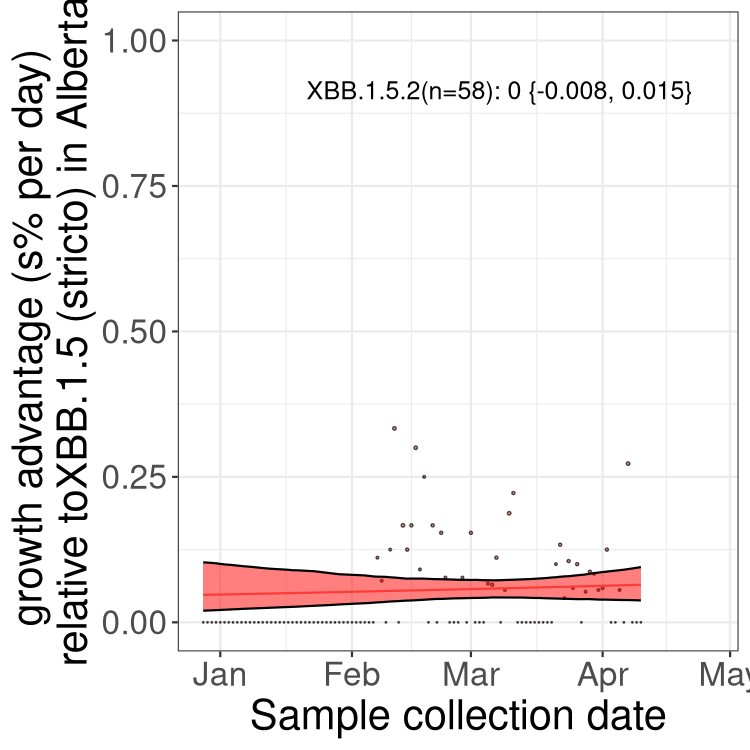 growth advantage (s% per day)
relative toXBB.1.5 (stricto) in Alberta
1.00
0.75
0.50
0.25
0.00
XBB.1.5.2(n=58): 0 {-0.008, 0.015}
Jan Feb Mar Apr May
Sample collection date